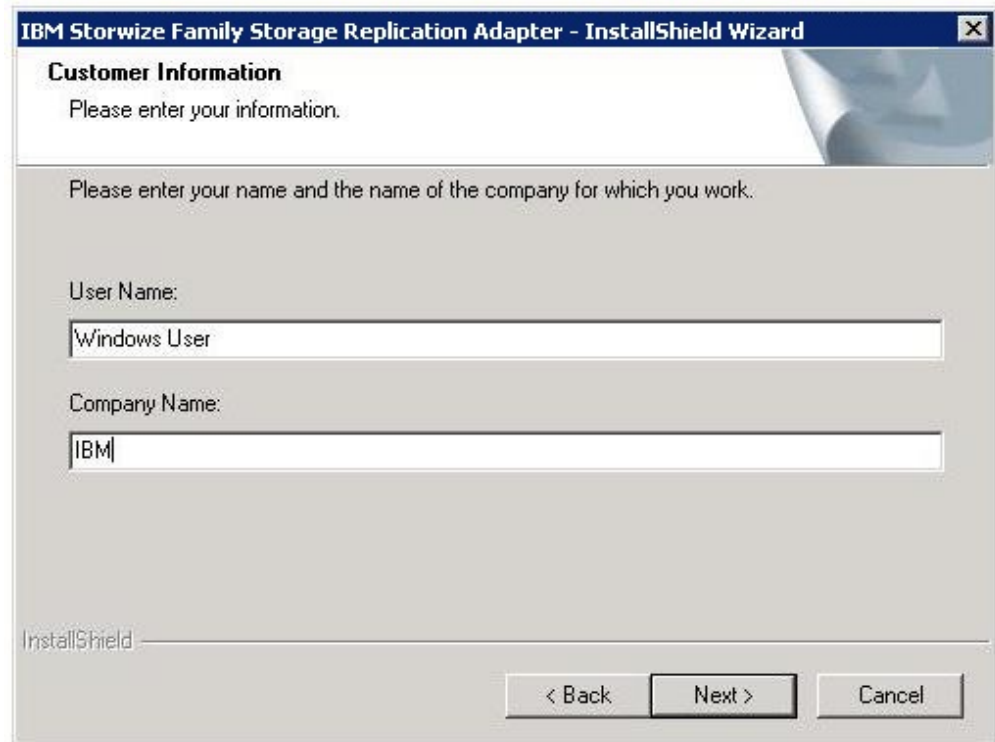 IBM Storwize Family Storage Replication Adapter - InstallShield Wizard
Customer Information
Please enter your information.
Please enter your name and the name of the company for which you work.
User Name:
Windows User
Company Name:
IBM
InstallShield
< Back Next > Cancel